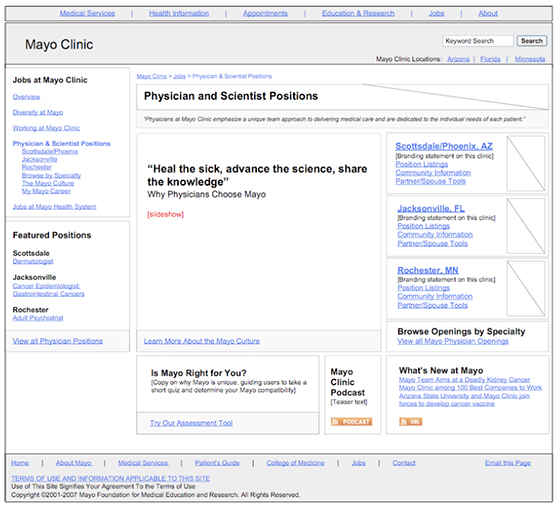 Medical Services | Health Information | Appointments | Education & Research | Jobs | About
Mayo Clinic
Keyword Search Search
Mayo Clinic Locations: Arizona | Florida | Minnesota
Jobs at Mayo Clinic
Overview
Diversity at Mayo
Working at Mayo Clinic
Physician & Scientist Positions
Scottsdale/Phoenix
Jacksonville
Rochester
Browse by Specialty
The Mayo Culture
My Mayo Career
Jobs at Mayo Health System
Featured Positions
Scottsdale
Dermatologist
Jacksonville
Cancer Epidemiologist:
Gastrointestinal Cancers
Rochester
Adult Psychiatrist
View all Physician Positions
Mayo Clinic > Jobs > Physician & Scientist Positions
Physician and Scientist Positions
"Physicians at Mayo Clinic emphasize a unique team approach to delivering medical care and are dedicated to the individual needs of each patient."
“Heal the sick, advance the science, share
the knowledge”
Why Physicians Choose Mayo
[slideshow]
Learn More About the Mayo Culture
Scottsdale/Phoenix, AZ
[Branding statement on this clinic]
Position Listings
Community Information
Partner/Spouse Tools
Jacksonville, FL
[Branding statement on this clinic]
Position Listings
Community Information
Partner/Spouse Tools
Rochester, MN
[Branding statement on this clinic]
Position Listings
Community Information
Partner/Spouse Tools
Browse Openings by Specialty
View all Mayo Physician Openings
Is Mayo Right for You?
[Copy on why Mayo is unique, guiding users to take
a short quiz and determine your Mayo compatibility]
Try Our Assessment Tool
Mayo
Clinic
Podcast
[Teaser text]
PODCAST
What's New at Mayo
Mayo Team Aims at a Deadly Kidney Cancer
Mayo Clinic among 100 Best Companies to Work
Arizona State University and Mayo Clinic join
forces to develop cancer vaccine
XML
Home | About Mayo | Medical Services | Patient's Guide | College of Medicine | Jobs | Contact Email this Page
TERMS OF USE AND INFORMATION APPLICABLE TO THIS SITE
Use of This Site Signifies Your Agreement To the Terms of Use
Copyright ©2001-2007 Mayo Foundation for Medical Education and Research. All Rights Reserved.